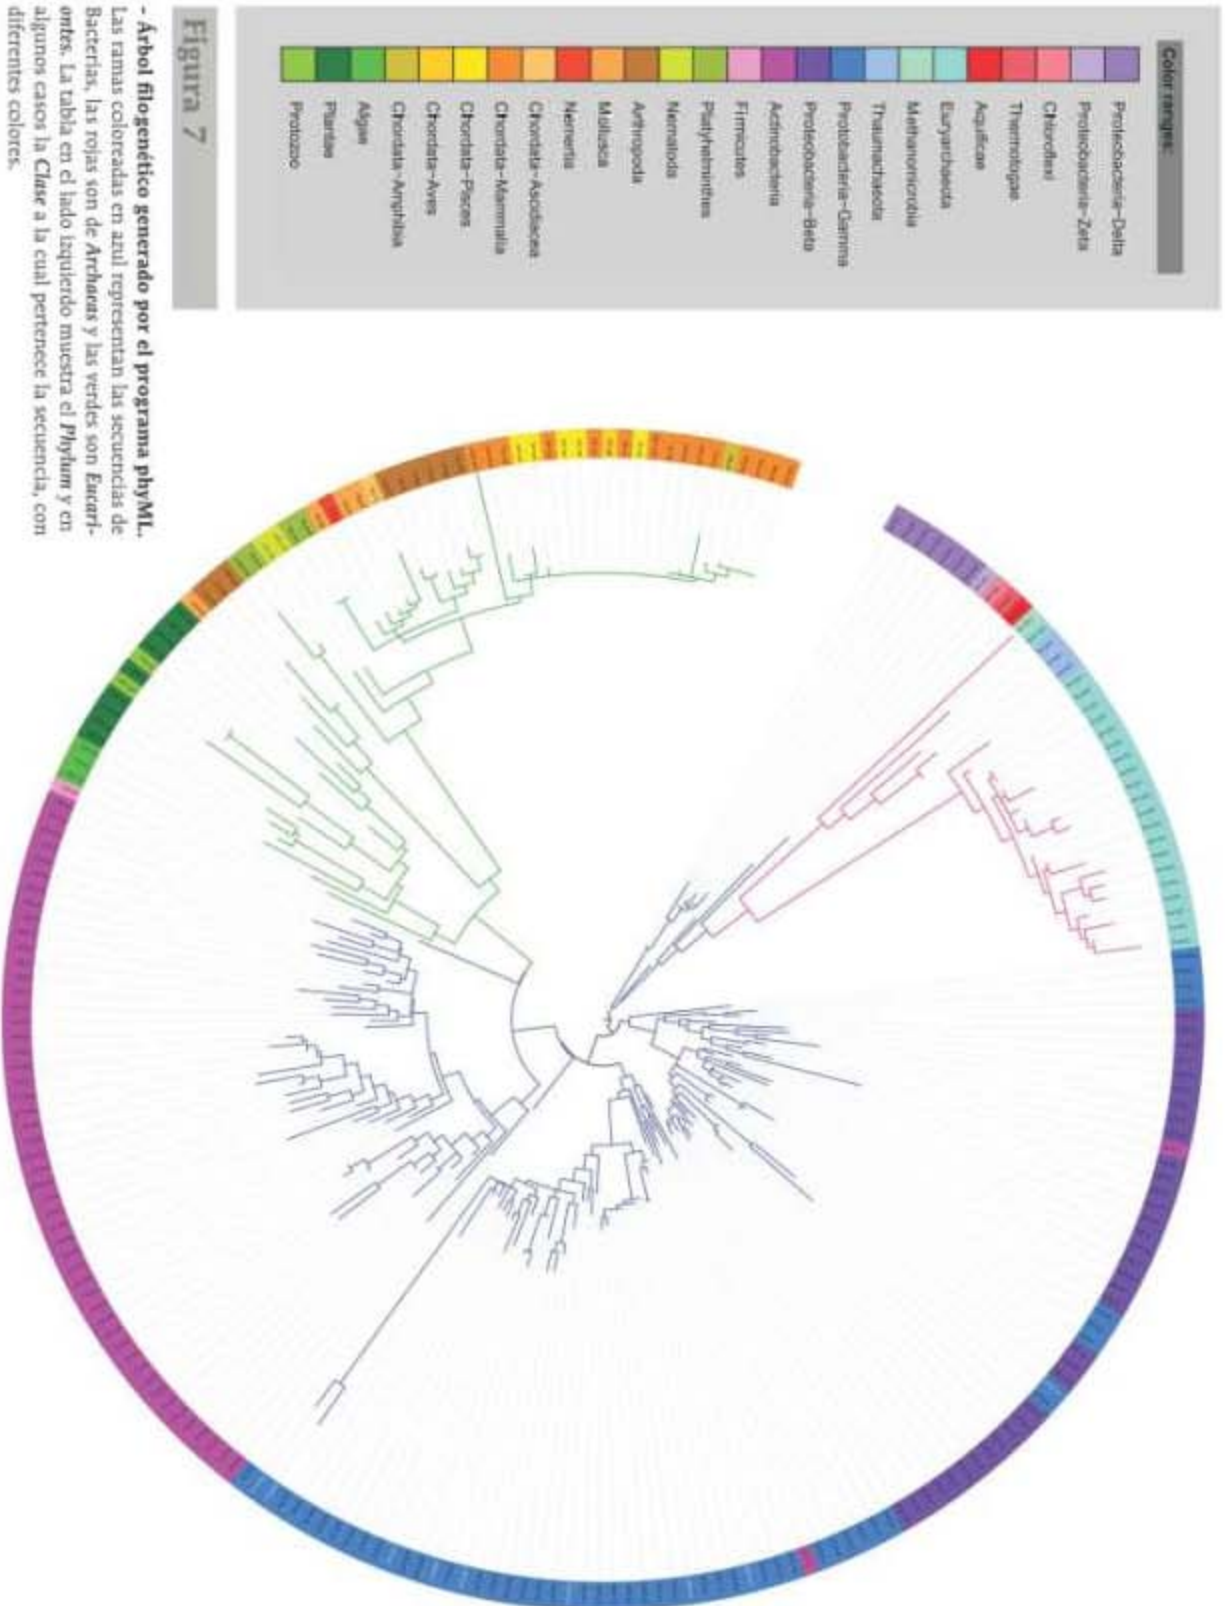 Color ranges:
Proteobacteria-Delta
Proteobacteria-Zeta
Chloroflexi
Thermotogae
Aquificae
Euryarchaeota
Methanomicrobia
Thaumachaeota
Protobacteria-Gamma
Proteobacteria-Beta
Actinobacteria
Firmicutes
Platyhelminthes
Nematoda
Arthropoda
Mollusca
Nemertia
Chordata-Ascidiacea
Chordata-Mammalia
Chordata-Pisces
Chordata-Aves
Chordata-Amphibia
Algae
Plantae
Protozoo
Figura 7
- Árbol filogenético generado por el programa phyML.
Las ramas coloreadas en azul representan las secuencias de
Bacterias, las rojas son de Archaeas y las verdes son Eucari-
ontes. La tabla en el lado izquierdo muestra el Phylum y en
algunos casos la Clase a la cual pertenece la secuencia, con
diferentes colores.